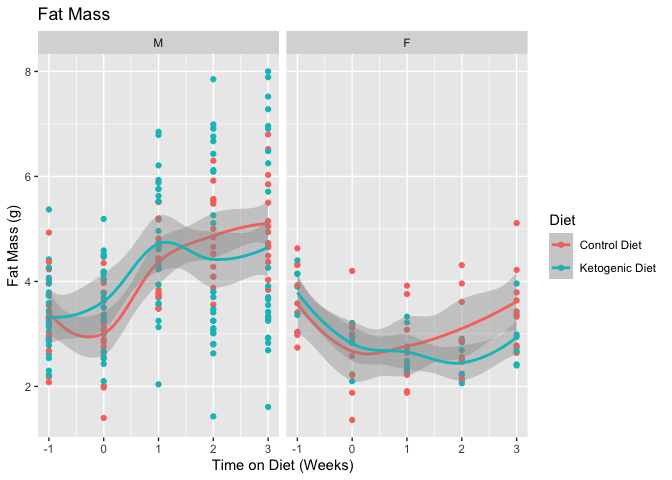 Fat Mass
M F
8
6
4
2
Fat Mass (g)
-1 0 1 2 3 -1 0 1 2 3
Time on Diet (Weeks)
Diet
Control Diet
Ketogenic Diet